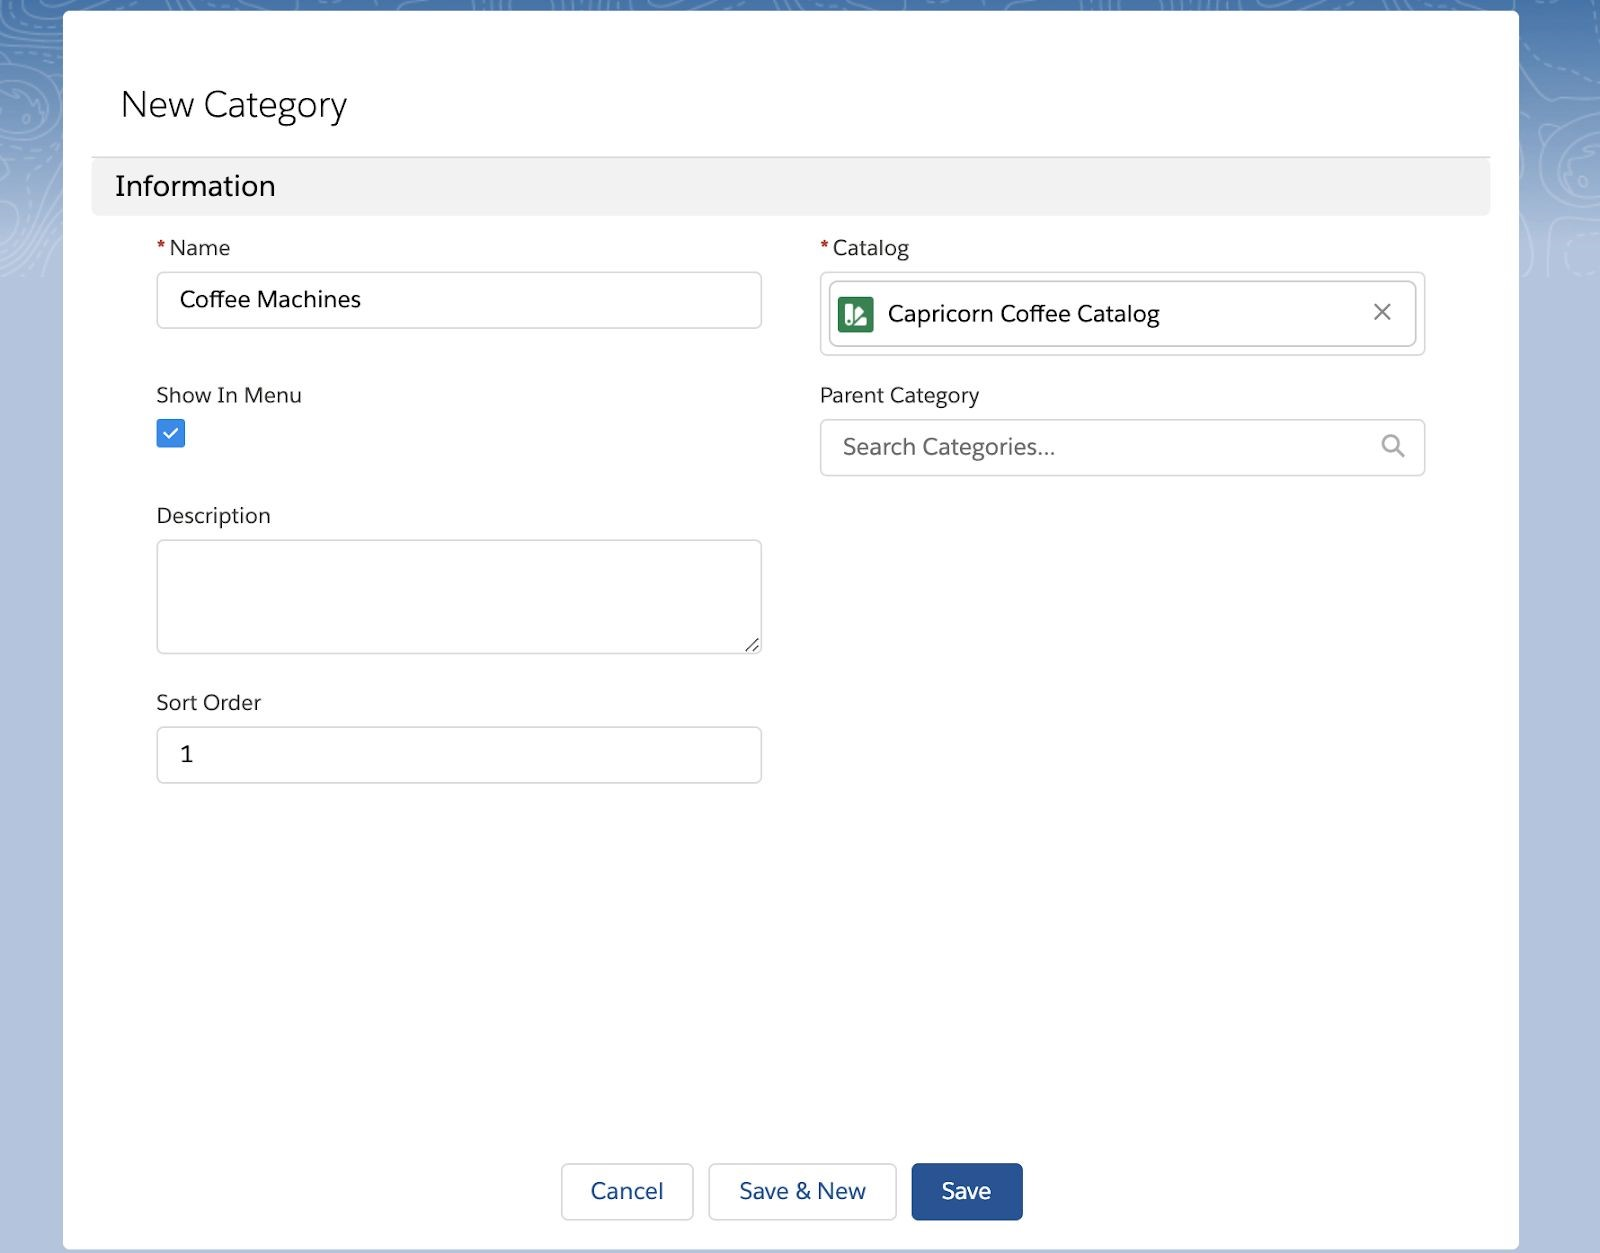 New Category
Information
* Name
Coffee Machines
* Catalog
Capricorn Coffee Catalog
Show In Menu
Parent Category
Search Categories...
Description
Sort Order
1
Cancel
Save & New
Save